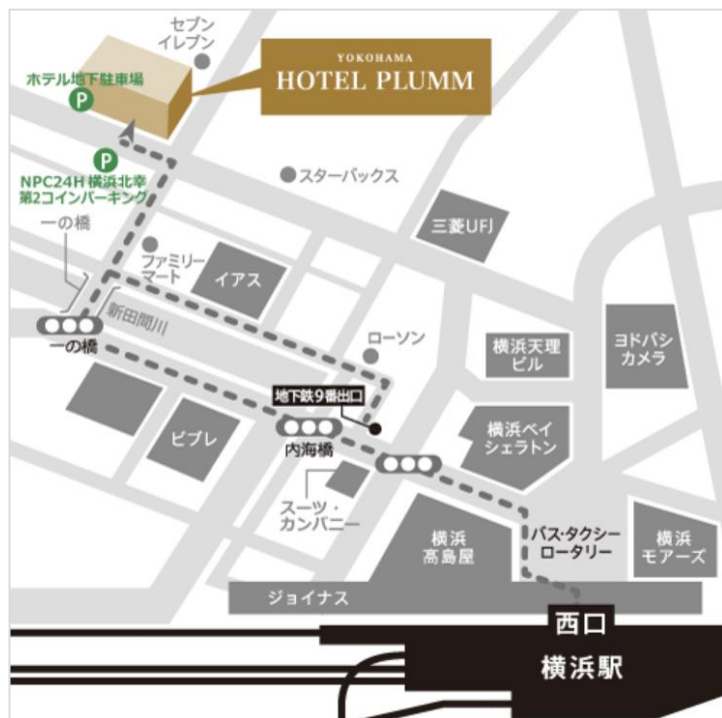 セブン
イレブン
YOKOHAMA
HOTEL PLUMM
ホテル地下駐車場
P
P
NPC24H 横浜北幸
第2コインパーキング
スターバックス
三菱UFJ
一の橋
ファミリー
マート
イアス
新田間川
一の橋
ローソン
横浜天理
ビル
ヨドバシ
カメラ
地下鉄9番出口
ビブレ
内海橋
横浜ベイ
シェラトン
スーツ・
カンパニー
横浜
高島屋
バス・タクシー
ロータリー
横浜
モアーズ
ジョイナス
西口
横浜駅